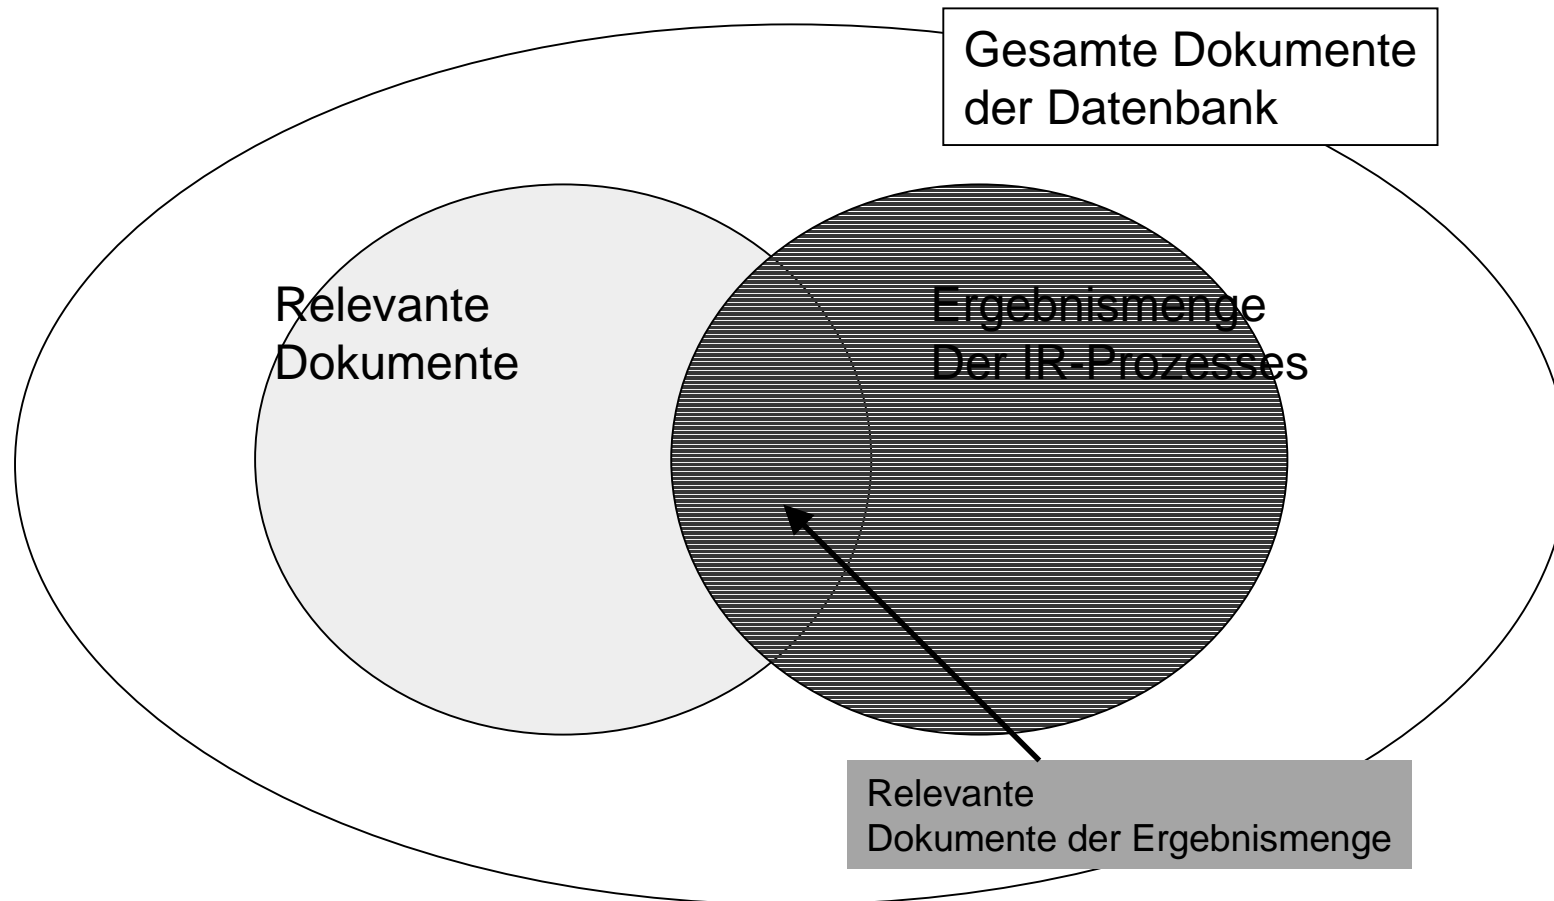 Gesamte Dokumente
der Datenbank
Relevante
Dokumente
Ergebnismenge
Der IR-Prozesses
Relevante
Dokumente der Ergebnismenge